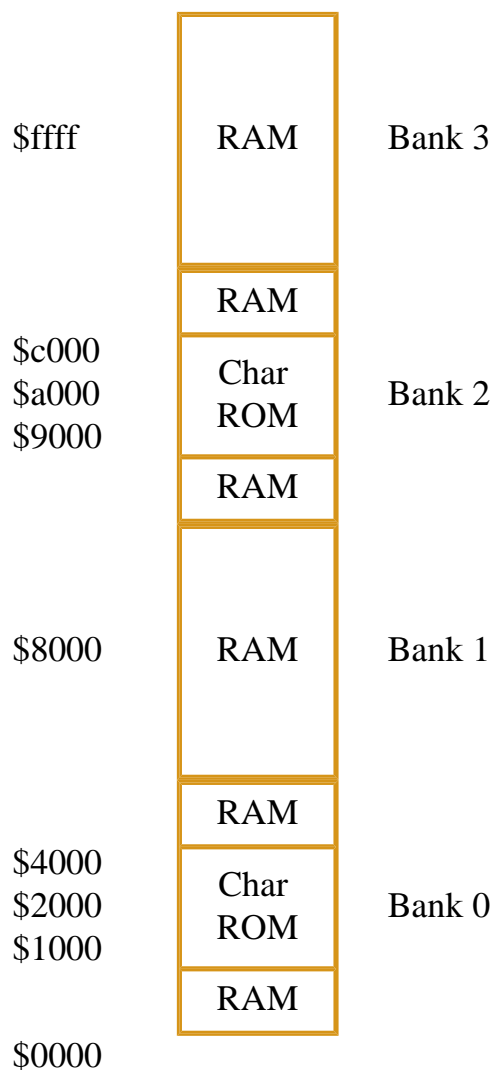 $ffff RAM Bank 3
RAM
$c000
Char
$a000 Bank 2
ROM
$9000
RAM
$8000 RAM Bank 1
RAM
$4000
Char
$2000 Bank 0
ROM
$1000
RAM
$0000